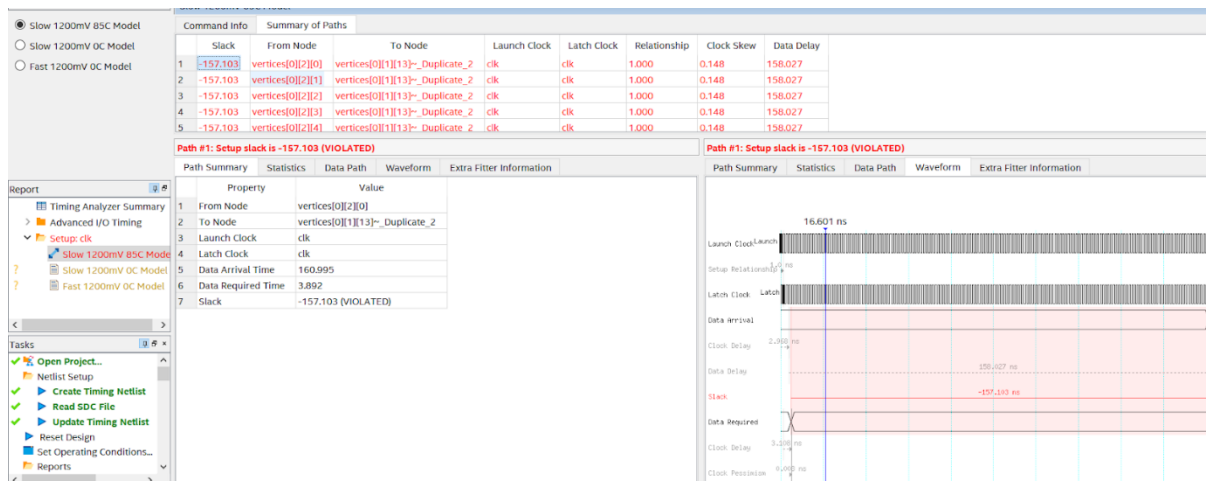 Slow 1200mV 85C Model
Slow 1200mV 85C Model
Slow 1200mV 0C Model
Fast 1200mV 0C Model
Command Info Summary of Paths
Slack From Node To Node Launch Clock Latch Clock Relationship Clock Skew Data Delay
1 -157.103 vertices[0][2][0] vertices[0][1][13]~_Duplicate_2 clk clk 1.000 0.148 158.027
2 -157.103 vertices[0][2][1] vertices[0][1][13]~_Duplicate_2 clk clk 1.000 0.148 158.027
3 -157.103 vertices[0][2][2] vertices[0][1][13]~_Duplicate_2 clk clk 1.000 0.148 158.027
4 -157.103 vertices[0][2][3] vertices[0][1][13]~_Duplicate_2 clk clk 1.000 0.148 158.027
5 -157.103 vertices[0][2][4] vertices[0][1][13]~_Duplicate_2 clk clk 1.000 0.148 158.027
Path #1: Setup slack is -157.103 (VIOLATED)
Path Summary Statistics Data Path Waveform Extra Fitter Information
Property Value
1 From Node vertices[0][2][0]
2 To Node vertices[0][1][13]~_Duplicate_2
3 Launch Clock clk
4 Latch Clock clk
5 Data Arrival Time 160.995
6 Data Required Time 3.892
7 Slack -157.103 (VIOLATED)
Path #1: Setup slack is -157.103 (VIOLATED)
Path Summary Statistics Data Path Waveform Extra Fitter Information
16.601 ns
Launch Clock Launch
Setup Relationship 1.0 ns
Latch Clock Latch
Data Arrival
Clock Delay ns
Data Delay 158.027 ns
Slack -157.103 ns
Data Required
Clock Delay ns
Clock Pessimism ns
Report
Timing Analyzer Summary
Advanced I/O Timing
Setup: clk
Slow 1200mV 85C Mode
? Slow 1200mV 0C Model
? Fast 1200mV 0C Model
Tasks
Open Project...
Netlist Setup
Create Timing Netlist
Read SDC File
Update Timing Netlist
Reset Design
Set Operating Conditions...
Reports